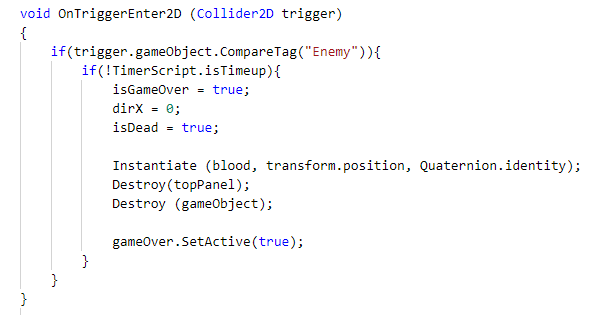 void OnTriggerEnter2D (Collider2D trigger)
{
if(trigger.gameObject.CompareTag("Enemy")){
if(!TimerScript.isTimeup){
isGameOver = true;
dirX = 0;
isDead = true;
Instantiate (blood, transform.position, Quaternion.identity);
Destroy(topPanel);
Destroy (gameObject);
gameOver.SetActive(true);
}
}
}